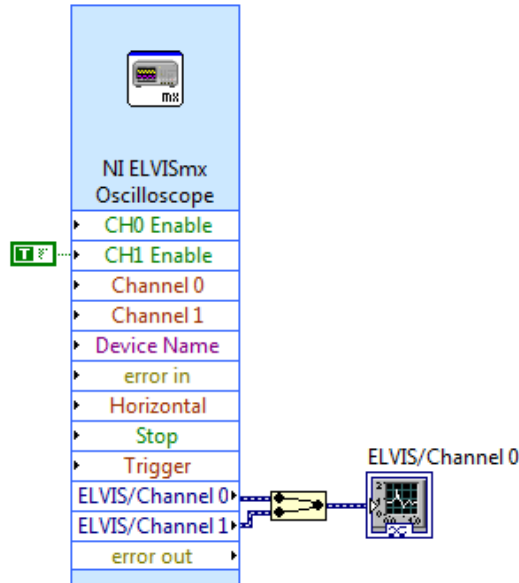 mx
NI ELVISmx
Oscilloscope
CH0 Enable
T F
CH1 Enable
Channel 0
Channel 1
Device Name
error in
Horizontal
Stop
Trigger
ELVIS/Channel 0
ELVIS/Channel 0
ELVIS/Channel 1
error out